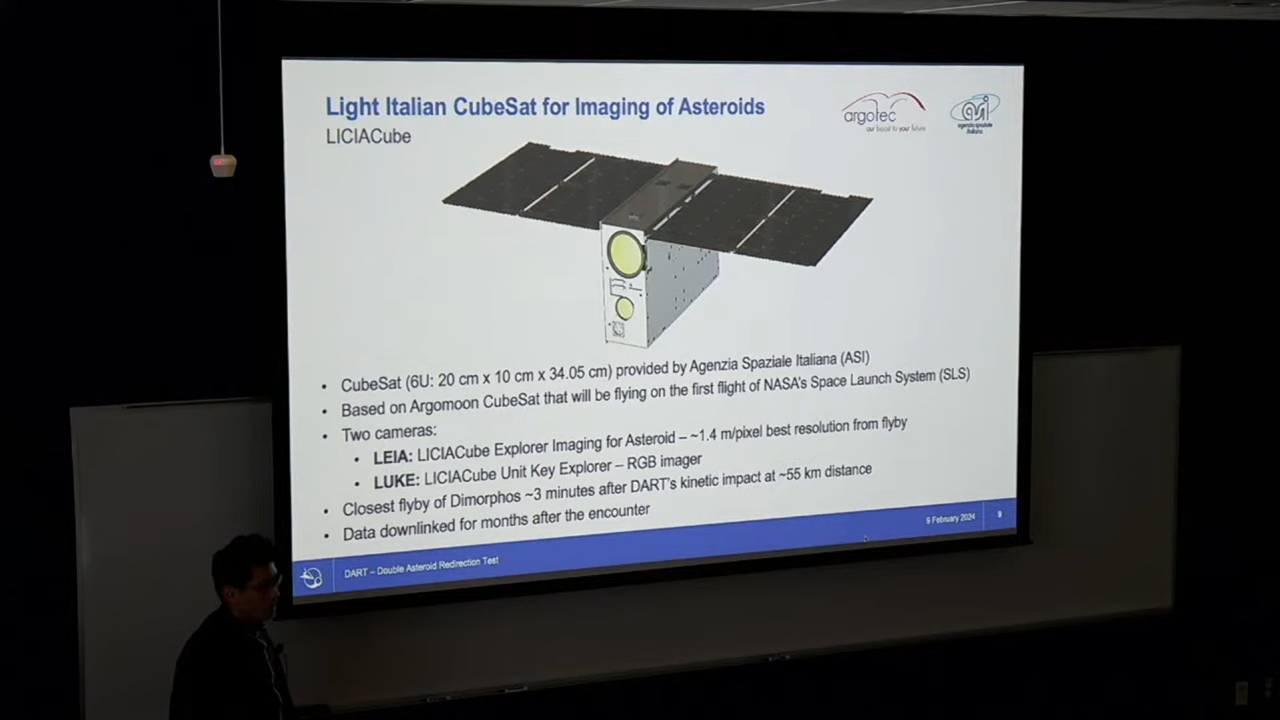 Light Italian CubeSat for Imaging of Asteroids
LICIACube
argotec
our boost to your future
asi
agenzia spaziale
italiana
• CubeSat (6U: 20 cm x 10 cm x 34.05 cm) provided by Agenzia Spaziale Italiana (ASI)
• Based on Argomoon CubeSat that will be flying on the first flight of NASA's Space Launch System (SLS)
• Two cameras:
• LEIA: LICIACube Explorer Imaging for Asteroid – ~1.4 m/pixel best resolution from flyby
• LUKE: LICIACube Unit Key Explorer – RGB imager
• Closest flyby of Dimorphos ~3 minutes after DART's kinetic impact at ~55 km distance
• Data downlinked for months after the encounter
DART – Double Asteroid Redirection Test
9 February 2024
9